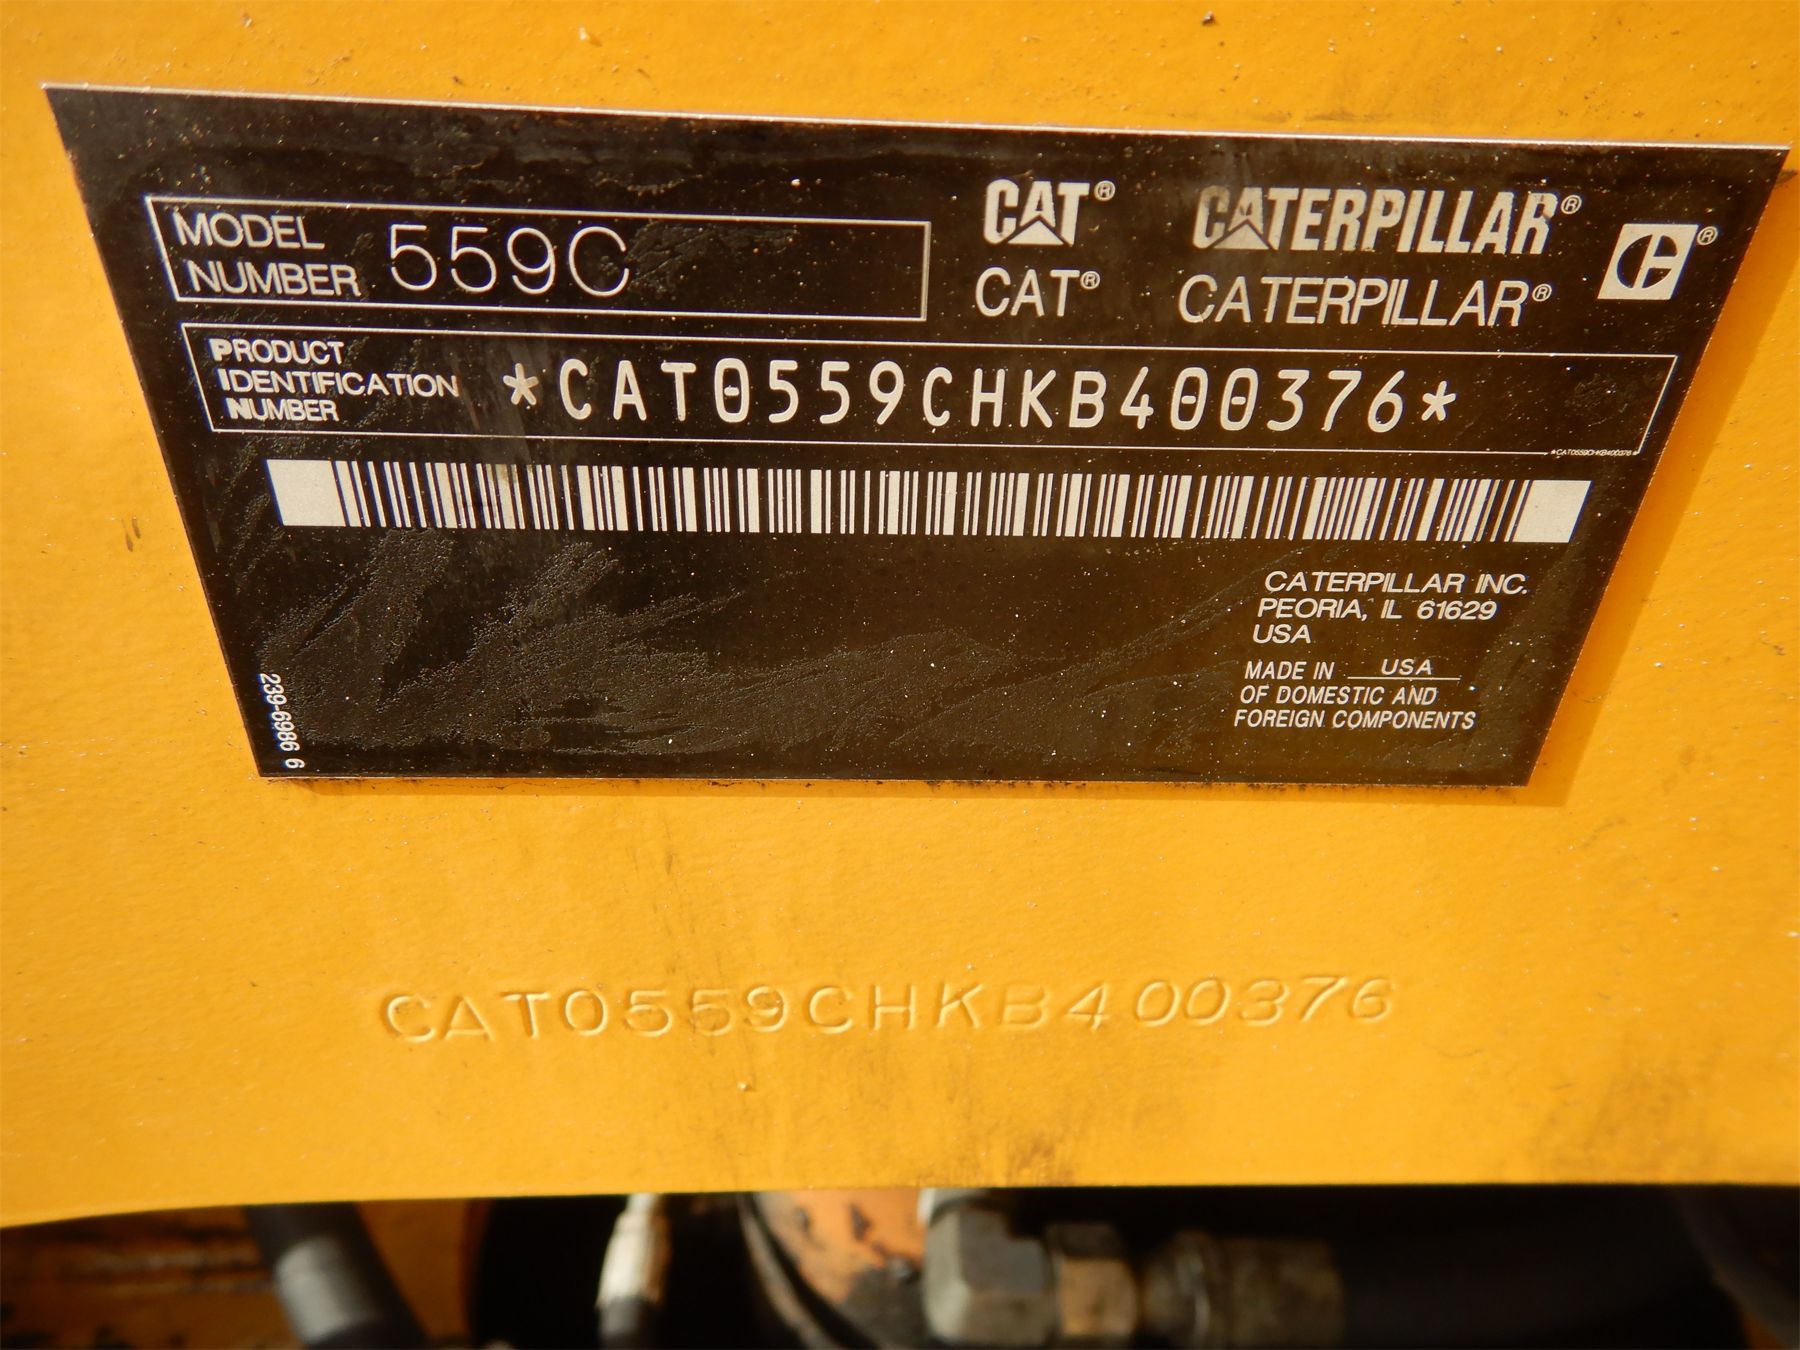 MODEL NUMBER 559C
CAT® CATERPILLAR®
CAT® CATERPILLAR®
PRODUCT IDENTIFICATION NUMBER *CAT0559CHKB400376*
*CAT0559CHKB400376*
CATERPILLAR INC.
PEORIA, IL 61629
USA
MADE IN USA
OF DOMESTIC AND
FOREIGN COMPONENTS
239-6986 6
CAT0559CHKB400376